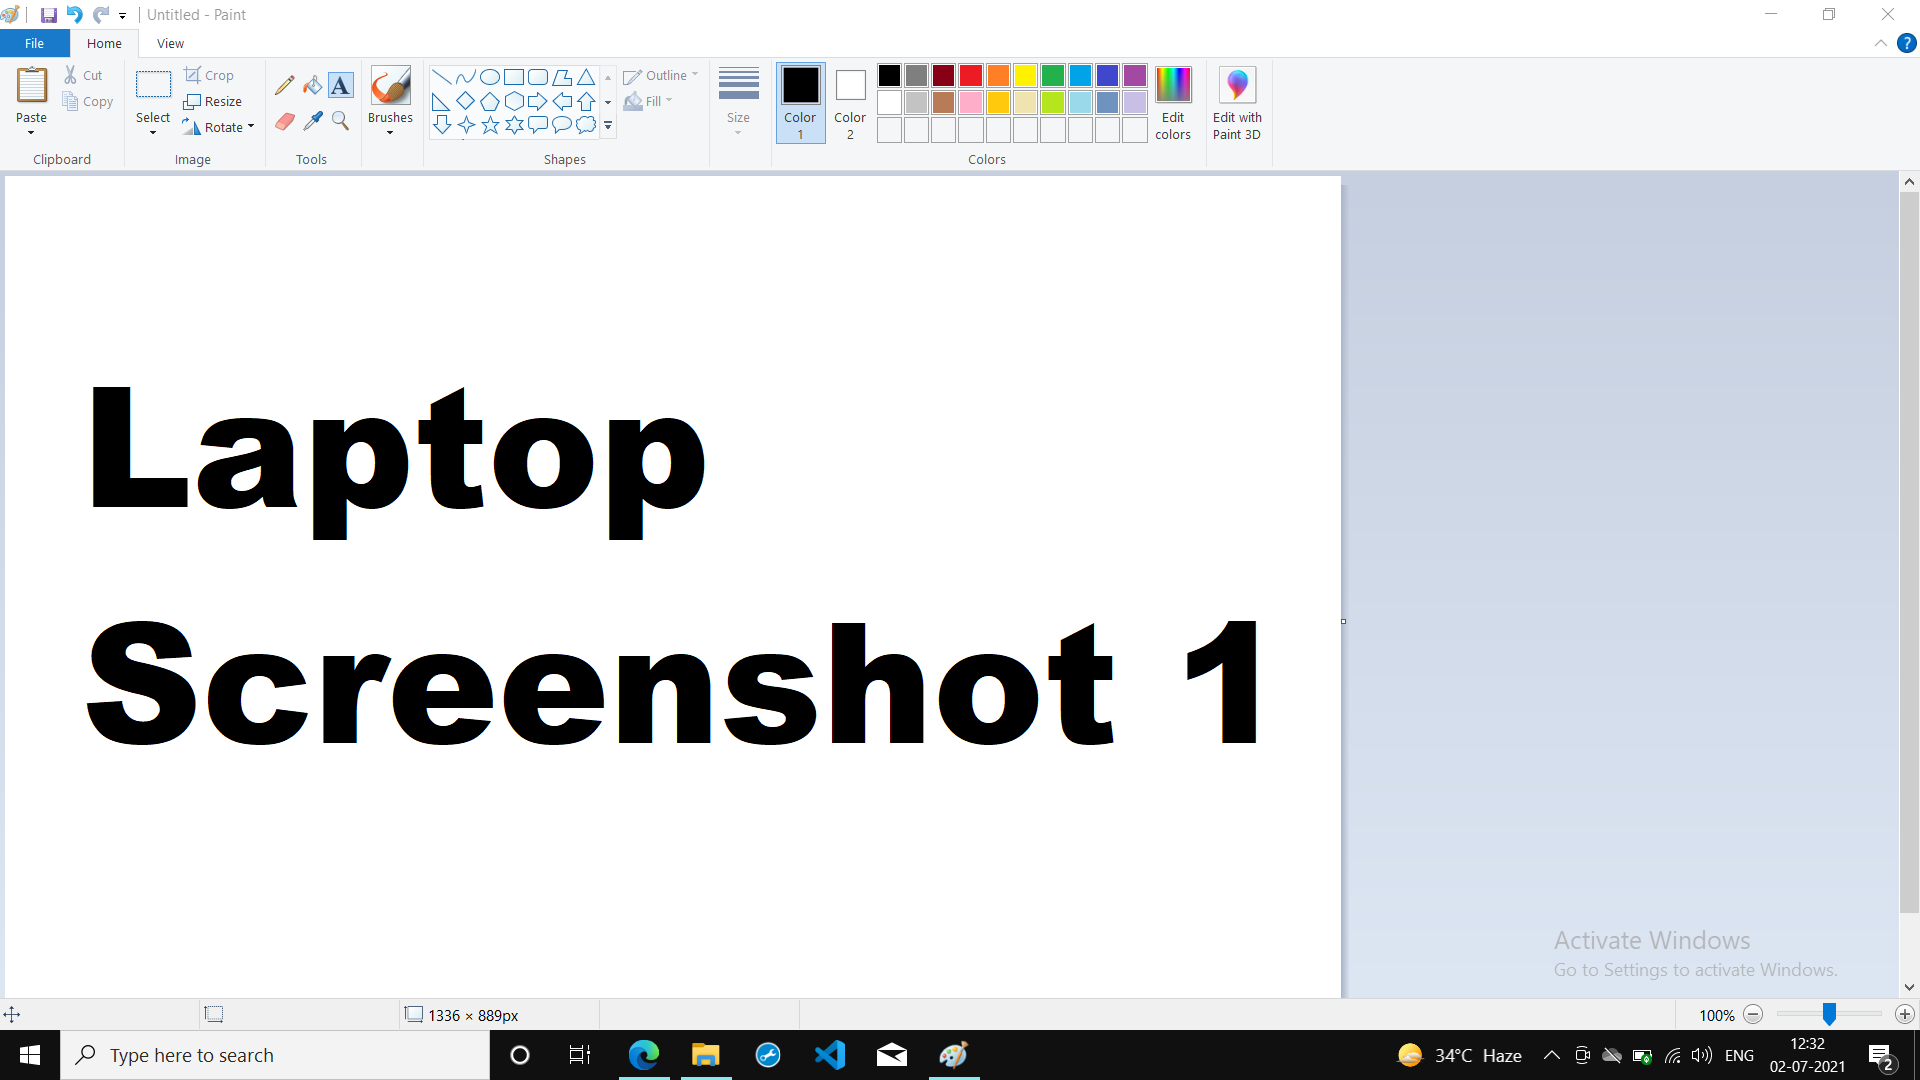 Untitled - Paint
File Home View
Paste
Cut
Copy
Clipboard
Select
Crop
Resize
Rotate
Image
A
Tools
Brushes
Shapes
Outline
Fill
Size
Color 1
Color 2
Colors
Edit colors
Edit with Paint 3D
Laptop
Screenshot 1
Activate Windows
Go to Settings to activate Windows.
1336 × 889px
100%
Type here to search
34°C Haze
ENG
12:32
02-07-2021
2